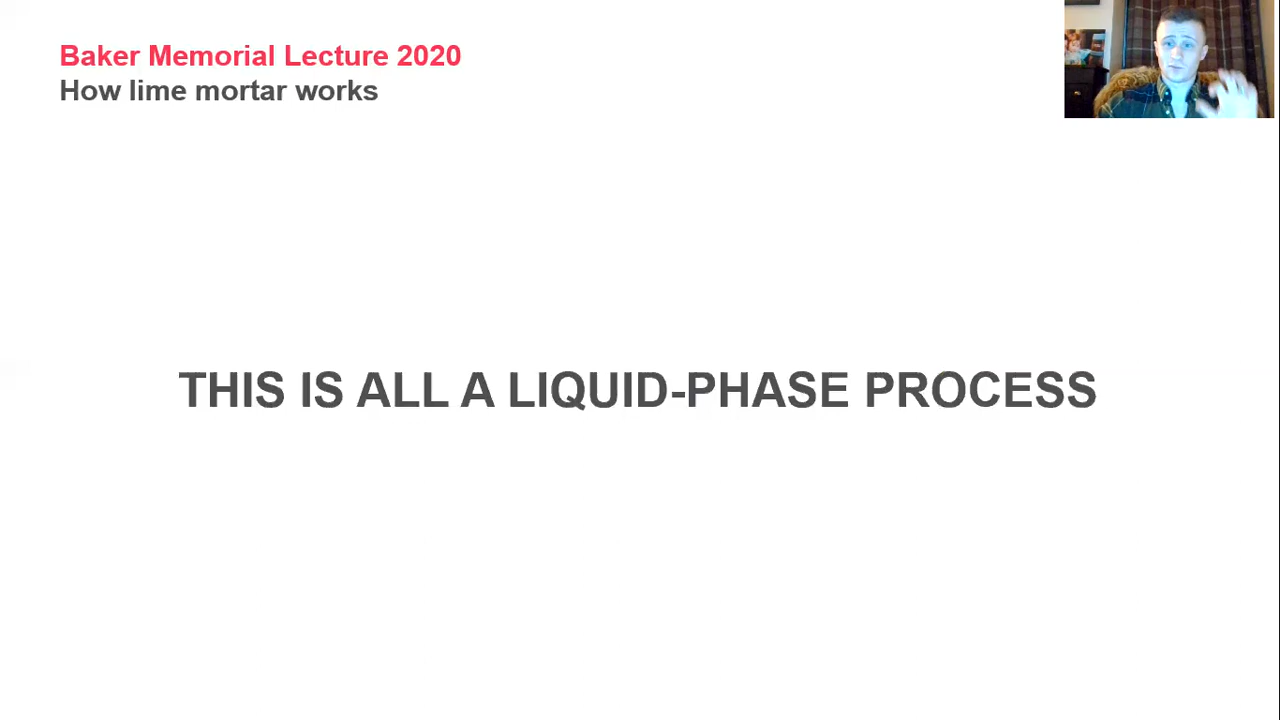 Baker Memorial Lecture 2020
How lime mortar works
THIS IS ALL A LIQUID-PHASE PROCESS